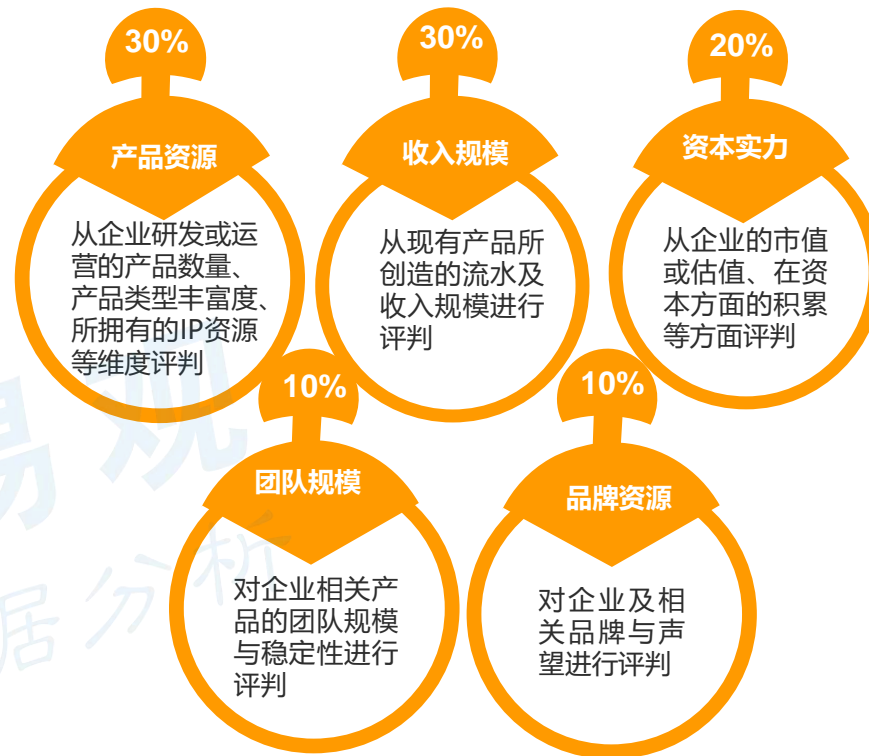 30%
产品资源
从企业研发或运
营的产品数量、
产品类型丰富度、
所拥有的IP资源
等维度评判
30%
收入规模
从现有产品所
创造的流水及
收入规模进行
评判
20%
资本实力
从企业的市值
或估值、在资
本方面的积累
等方面评判
10%
团队规模
对企业相关产
品的团队规模
与稳定性进行
评判
10%
品牌资源
对企业及相
关品牌与声
望进行评判
易观
据分析